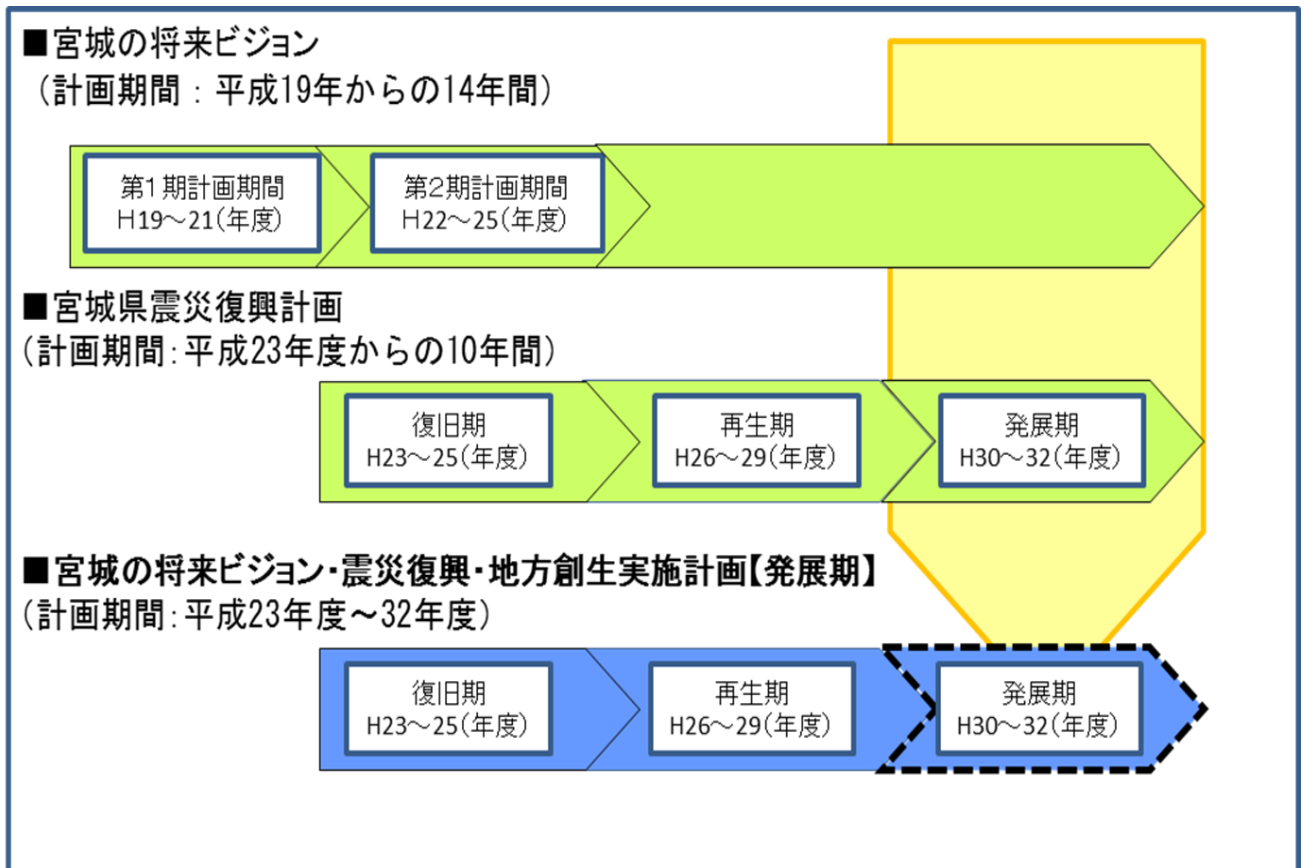 ■宮城の将来ビジョン
(計画期間：平成19年からの14年間)
第1期計画期間
H19～21(年度)
第2期計画期間
H22～25(年度)
■宮城県震災復興計画
(計画期間:平成23年度からの10年間)
復旧期
H23～25(年度)
再生期
H26～29(年度)
発展期
H30～32(年度)
■宮城の将来ビジョン・震災復興・地方創生実施計画【発展期】
(計画期間:平成23年度～32年度)
復旧期
H23～25(年度)
再生期
H26～29(年度)
発展期
H30～32(年度)